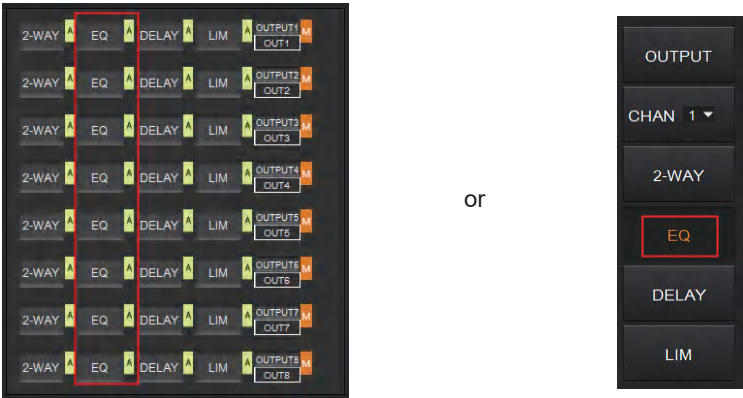 2-WAY A EQ A DELAY A LIM A OUTPUT1 M
OUT1
2-WAY A EQ A DELAY A LIM A OUTPUT2 M
OUT2
2-WAY A EQ A DELAY A LIM A OUTPUT3 M
OUT3
2-WAY A EQ A DELAY A LIM A OUTPUT4 M
OUT4
2-WAY A EQ A DELAY A LIM A OUTPUT5 M
OUT5
2-WAY A EQ A DELAY A LIM A OUTPUT6 M
OUT6
2-WAY A EQ A DELAY A LIM A OUTPUT7 M
OUT7
2-WAY A EQ A DELAY A LIM A OUTPUT8 M
OUT8
or
OUTPUT
CHAN 1
2-WAY
EQ
DELAY
LIM